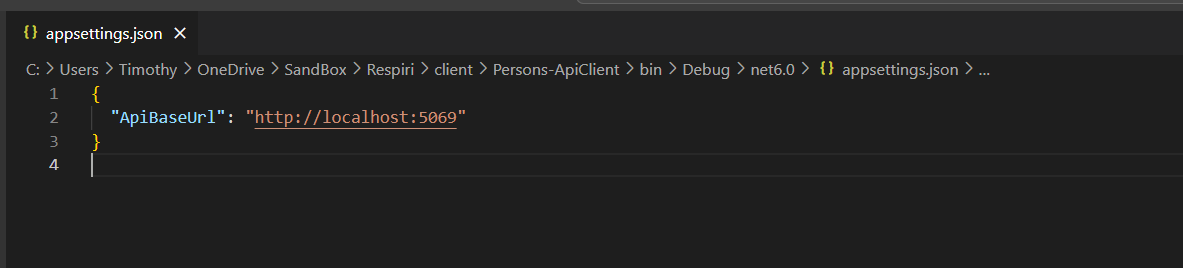 {} appsettings.json ×
C: > Users > Timothy > OneDrive > SandBox > Respiri > client > Persons-ApiClient > bin > Debug > net6.0 > {} appsettings.json > ...
1 {
2 "ApiBaseUrl": "http://localhost:5069"
3 }
4